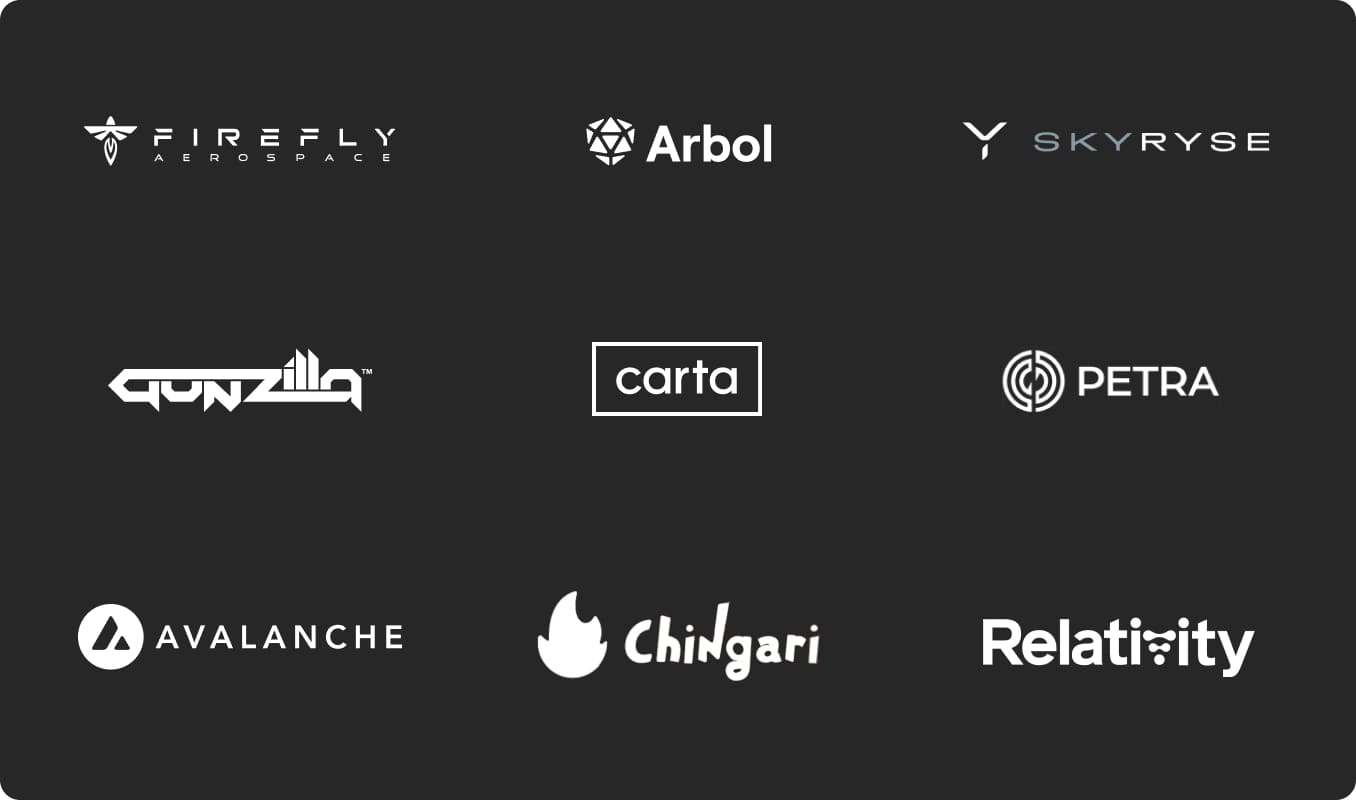 FIREFLY
AEROSPACE
Arbol
SKYRYSE
GUNZilla™
carta
PETRA
AVALANCHE
Chingari
Relativity